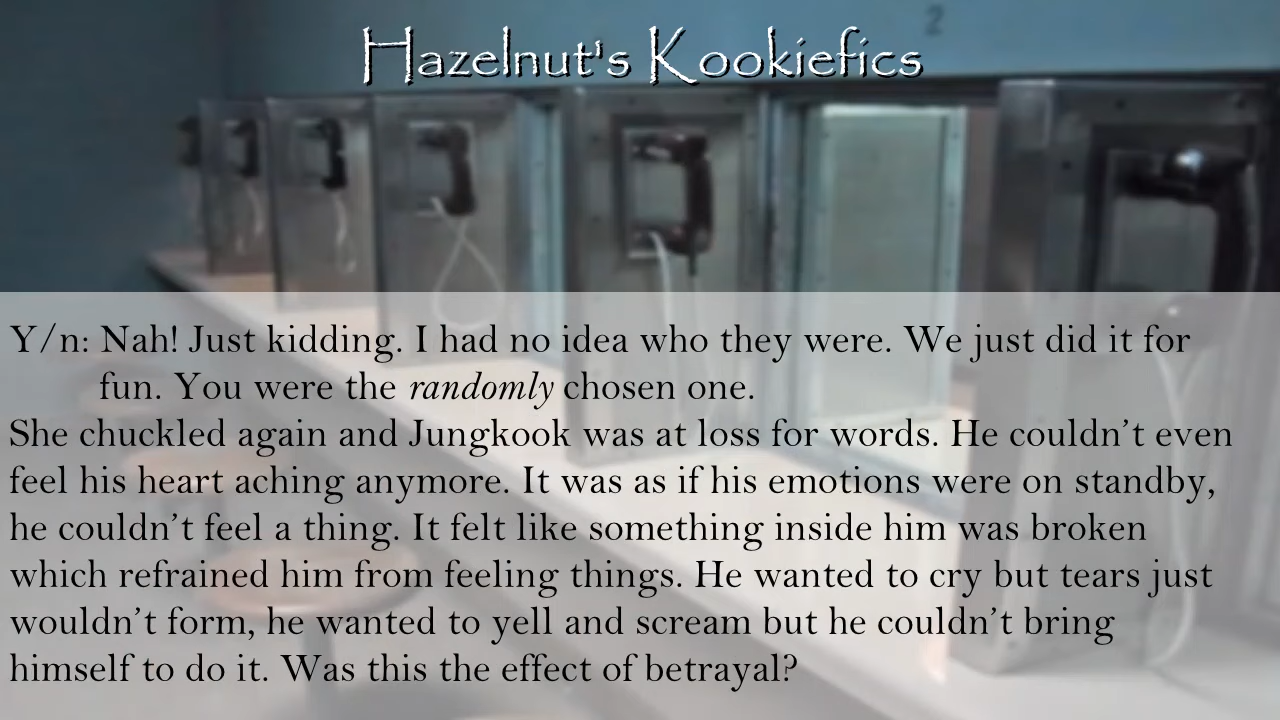 2
Hazelnut's Kookiefics
Y/n: Nah! Just kidding. I had no idea who they were. We just did it for
fun. You were the randomly chosen one.
She chuckled again and Jungkook was at loss for words. He couldn’t even
feel his heart aching anymore. It was as if his emotions were on standby,
he couldn’t feel a thing. It felt like something inside him was broken
which refrained him from feeling things. He wanted to cry but tears just
wouldn’t form, he wanted to yell and scream but he couldn’t bring
himself to do it. Was this the effect of betrayal?